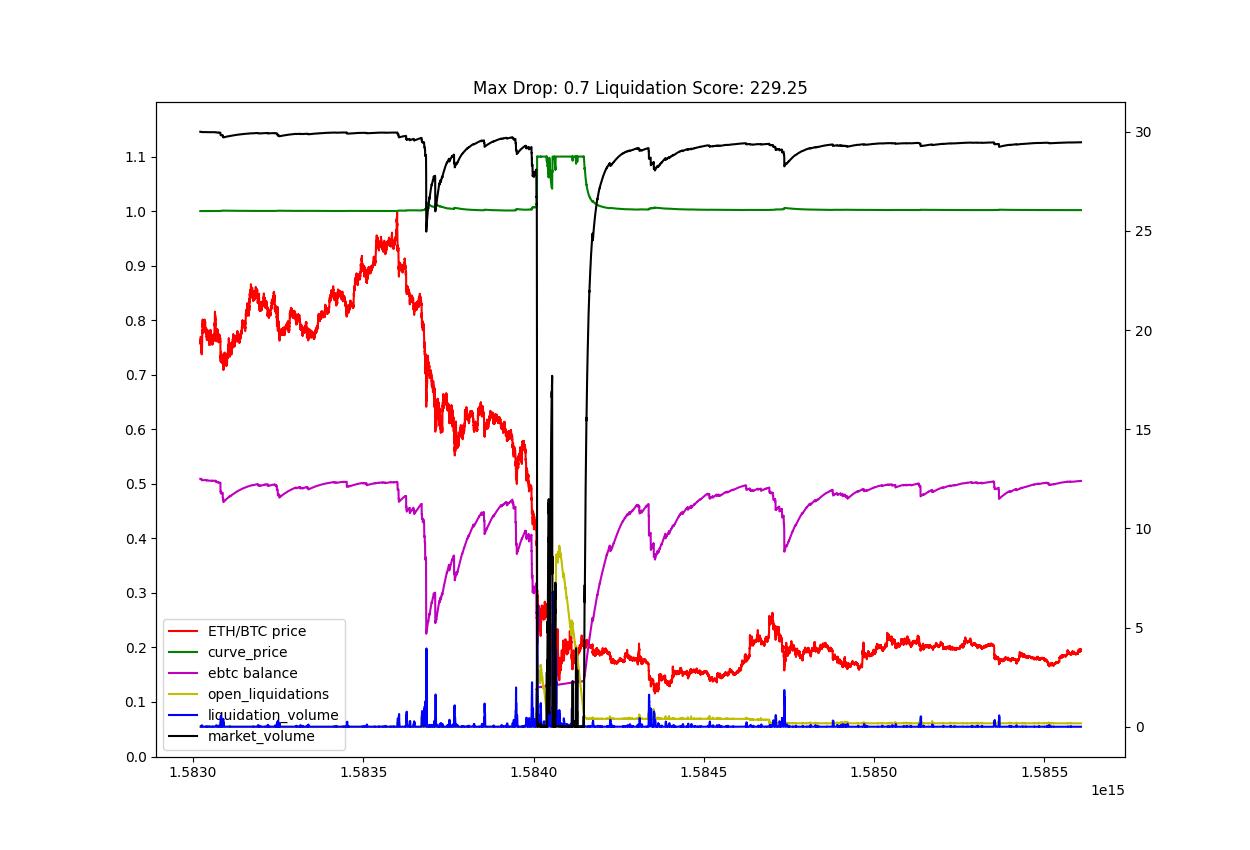 Max Drop: 0.7 Liquidation Score: 229.25
1.1
1.0
0.9
0.8
0.7
0.6
0.5
0.4
0.3
0.2
0.1
0.0
30
25
20
15
10
5
0
ETH/BTC price
curve_price
ebtc balance
open_liquidations
liquidation_volume
market_volume
1.5830 1.5835 1.5840 1.5845 1.5850 1.5855
1e15